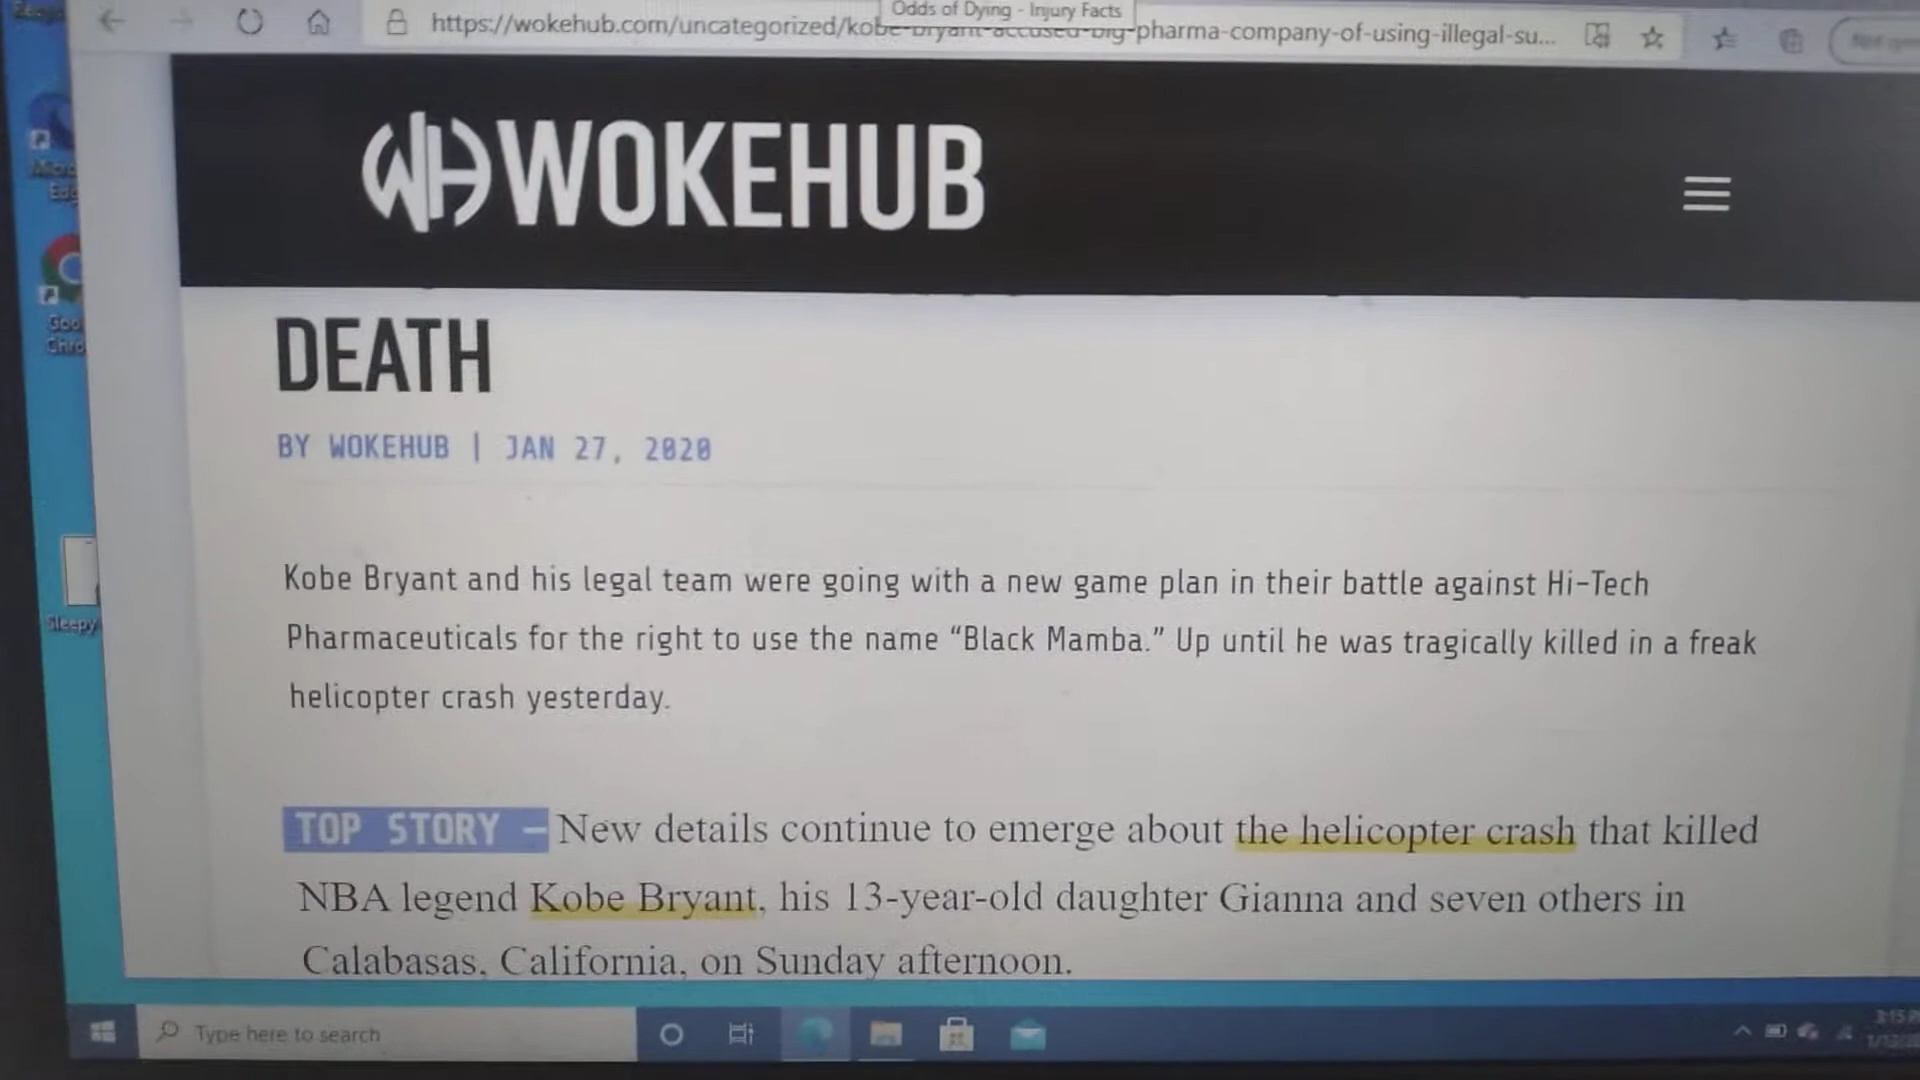 Odds of Dying - Injury Facts
https://wokehub.com/uncategorized/kobe-bryant-accused-big-pharma-company-of-using-illegal-su...
WOKEHUB
DEATH
BY WOKEHUB | JAN 27, 2020
Kobe Bryant and his legal team were going with a new game plan in their battle against Hi-Tech
Pharmaceuticals for the right to use the name “Black Mamba.” Up until he was tragically killed in a freak
helicopter crash yesterday.
TOP STORY – New details continue to emerge about the helicopter crash that killed
NBA legend Kobe Bryant, his 13-year-old daughter Gianna and seven others in
Calabasas, California, on Sunday afternoon.
Sleepy
Type here to search